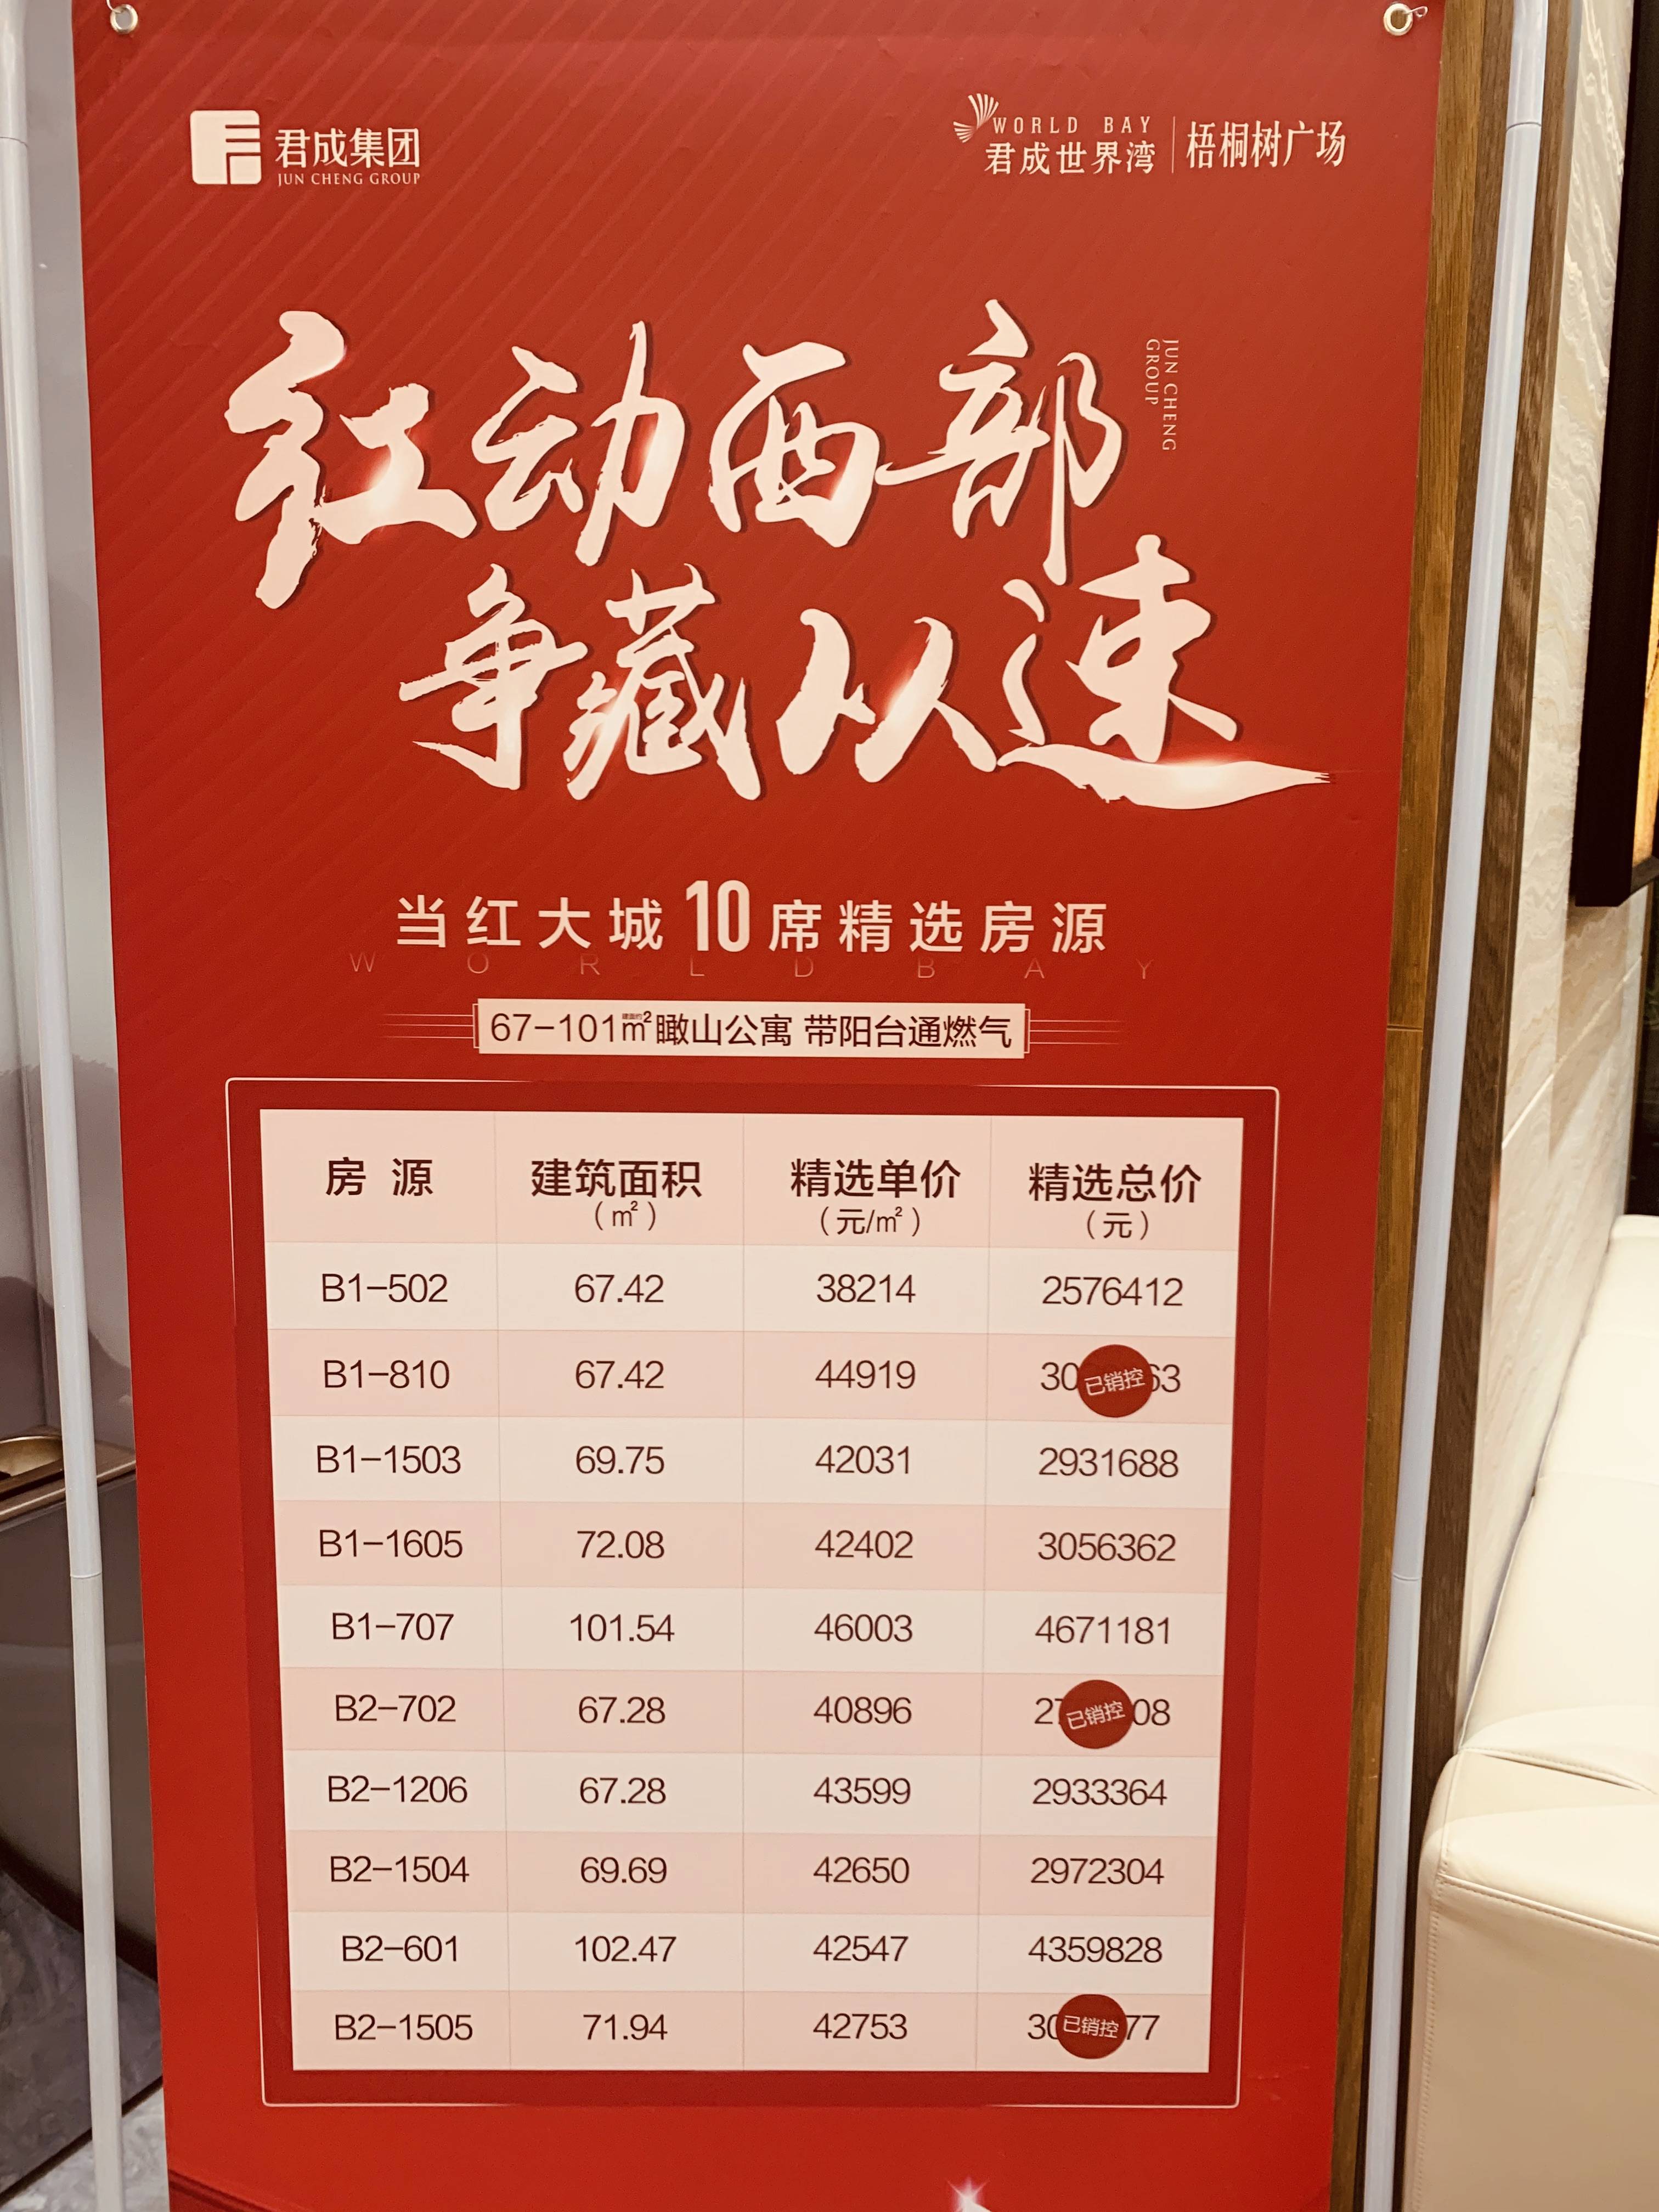 君成集团
JUN CHENG GROUP
WORLD BAY
君成世界湾
梧桐树广场
红动西部
JUN CHENG
GROUP
争藏从速
当红大城10席精选房源
WORLD BAY
67-101㎡瞰山公寓 带阳台通燃气
房 源 建筑面积 精选单价 精选总价
(㎡) (元/㎡) (元)
B1-502 67.42 38214 2576412
B1-810 67.42 44919 已销控
B1-1503 69.75 42031 2931688
B1-1605 72.08 42402 3056362
B1-707 101.54 46003 4671181
B2-702 67.28 40896 已销控
B2-1206 67.28 43599 2933364
B2-1504 69.69 42650 2972304
B2-601 102.47 42547 4359828
B2-1505 71.94 42753 已销控